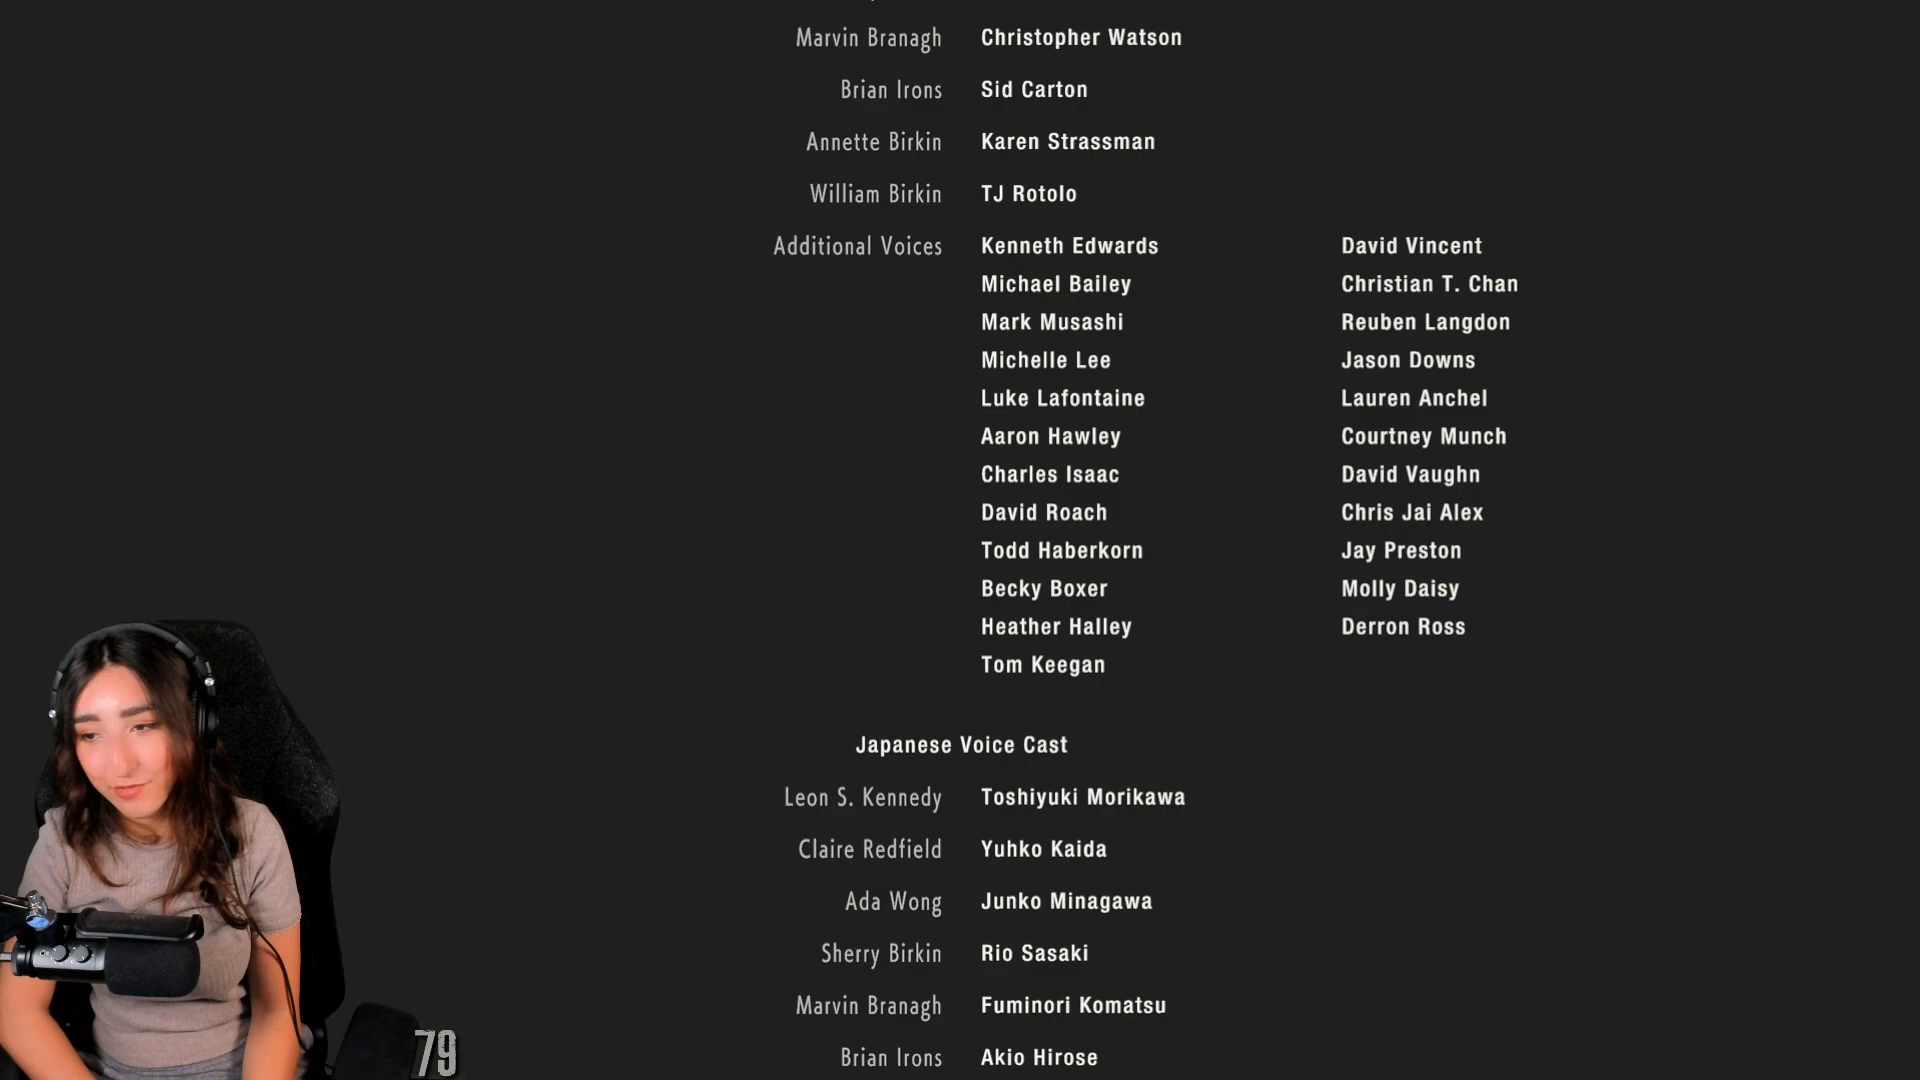 Marvin Branagh Christopher Watson
Brian Irons Sid Carton
Annette Birkin Karen Strassman
William Birkin TJ Rotolo
Additional Voices Kenneth Edwards David Vincent
Michael Bailey Christian T. Chan
Mark Musashi Reuben Langdon
Michelle Lee Jason Downs
Luke Lafontaine Lauren Anchel
Aaron Hawley Courtney Munch
Charles Isaac David Vaughn
David Roach Chris Jai Alex
Todd Haberkorn Jay Preston
Becky Boxer Molly Daisy
Heather Halley Derron Ross
Tom Keegan
Japanese Voice Cast
Leon S. Kennedy Toshiyuki Morikawa
Claire Redfield Yuhko Kaida
Ada Wong Junko Minagawa
Sherry Birkin Rio Sasaki
Marvin Branagh Fuminori Komatsu
Brian Irons Akio Hirose
79